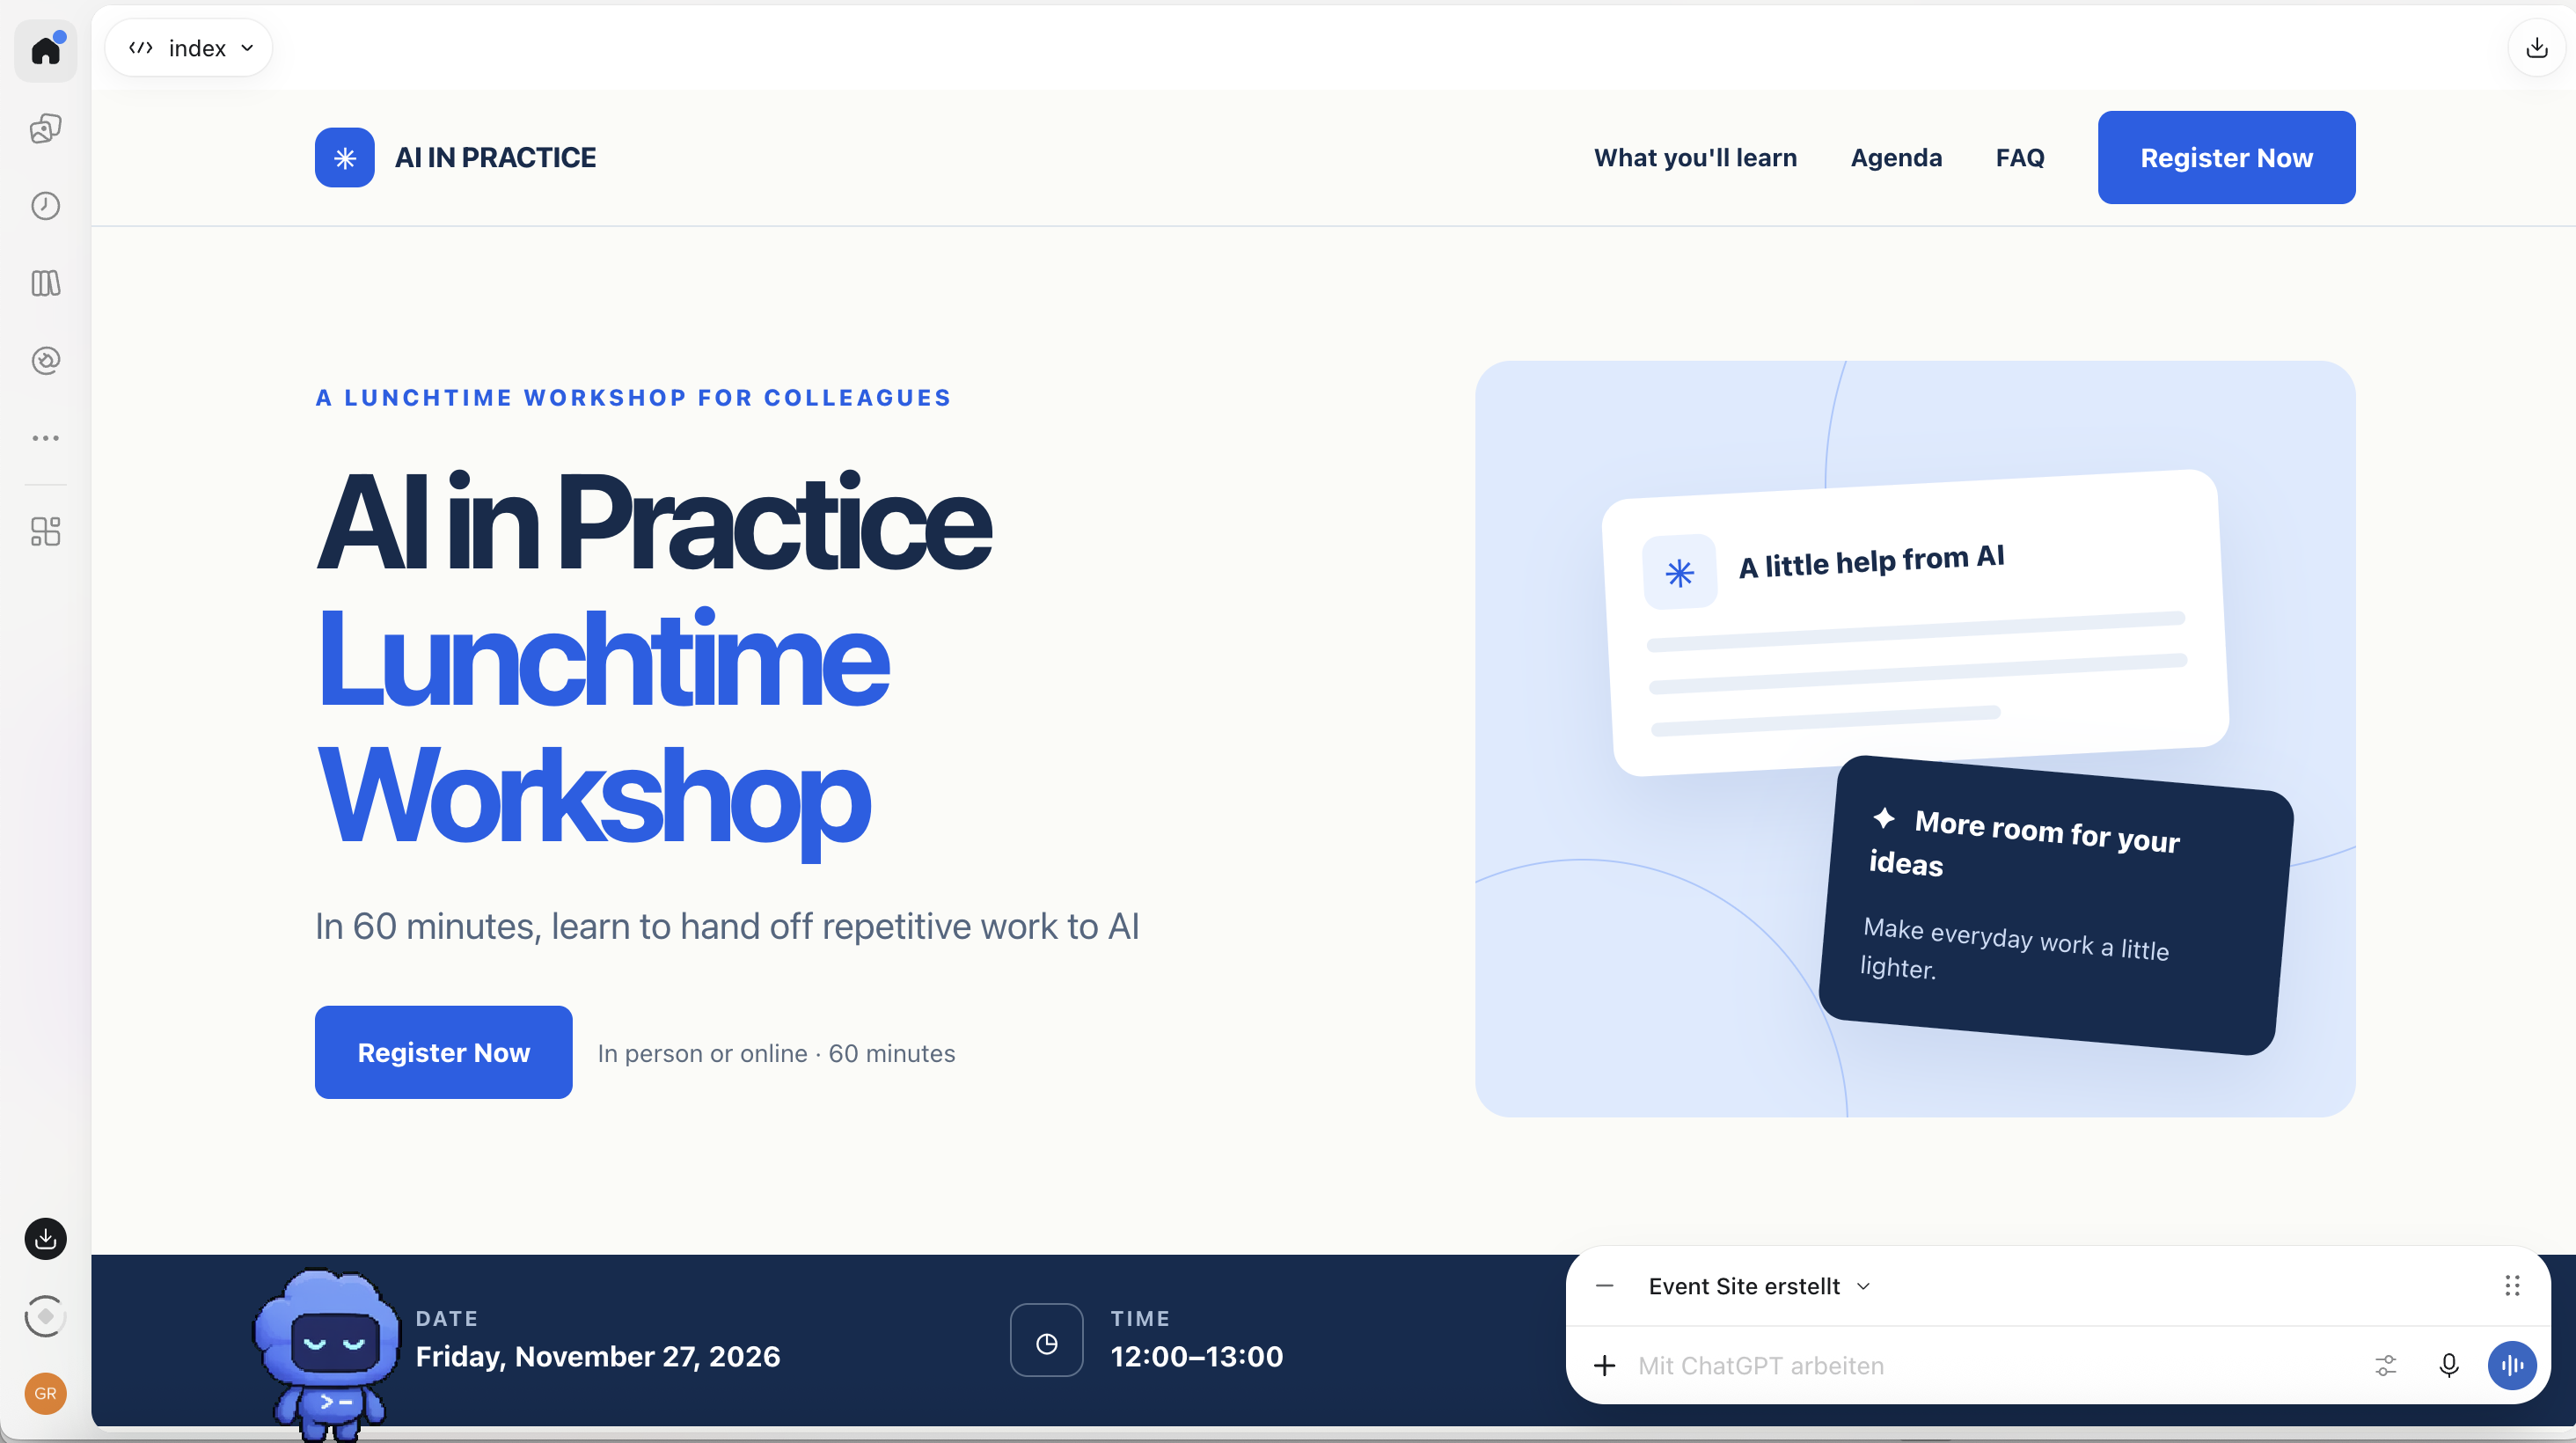 index
AI IN PRACTICE
What you'll learn
Agenda
FAQ
Register Now
A LUNCHTIME WORKSHOP FOR COLLEAGUES
AI in Practice
Lunchtime
Workshop
In 60 minutes, learn to hand off repetitive work to AI
Register Now
In person or online · 60 minutes
A little help from AI
More room for your
ideas
Make everyday work a little
lighter.
DATE
Friday, November 27, 2026
TIME
12:00–13:00
Event Site erstellt
Mit ChatGPT arbeiten
GR